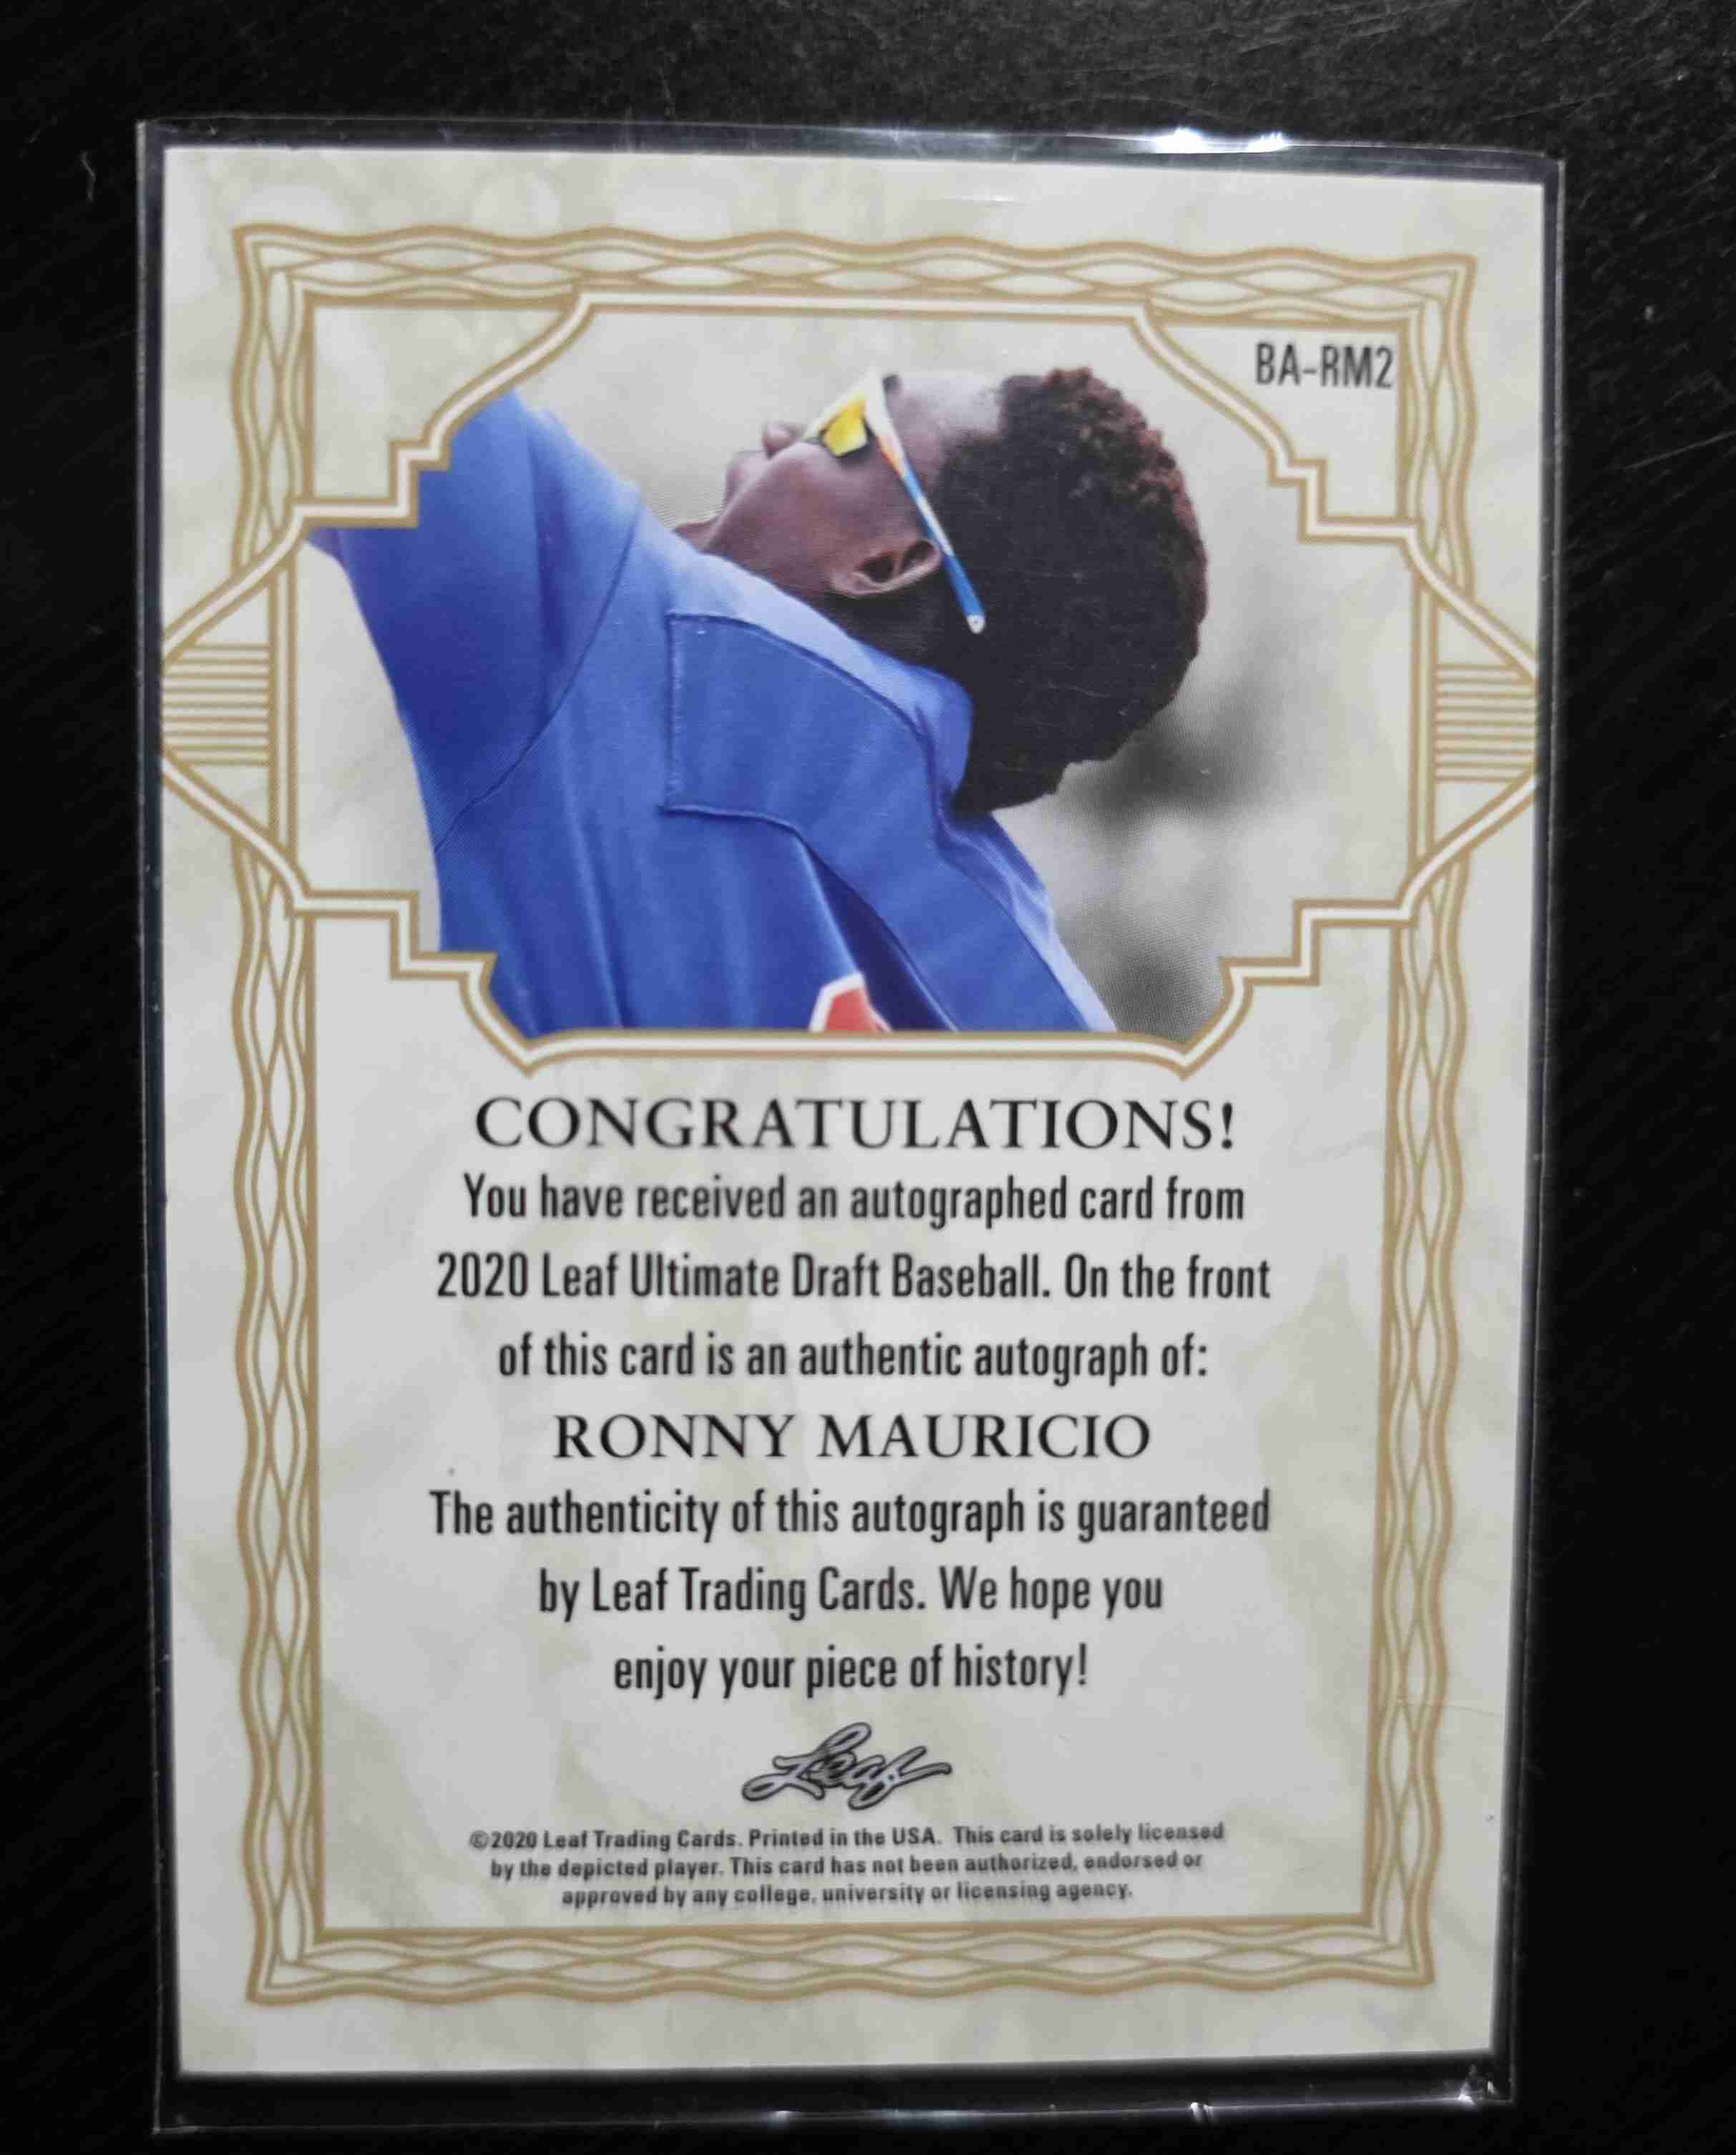 BA-RM2
CONGRATULATIONS!
You have received an autographed card from
2020 Leaf Ultimate Draft Baseball. On the front
of this card is an authentic autograph of:
RONNY MAURICIO
The authenticity of this autograph is guaranteed
by Leaf Trading Cards. We hope you
enjoy your piece of history!
Leaf
©2020 Leaf Trading Cards. Printed in the USA. This card is solely licensed
by the depicted player. This card has not been authorized, endorsed or
approved by any college, university or licensing agency.